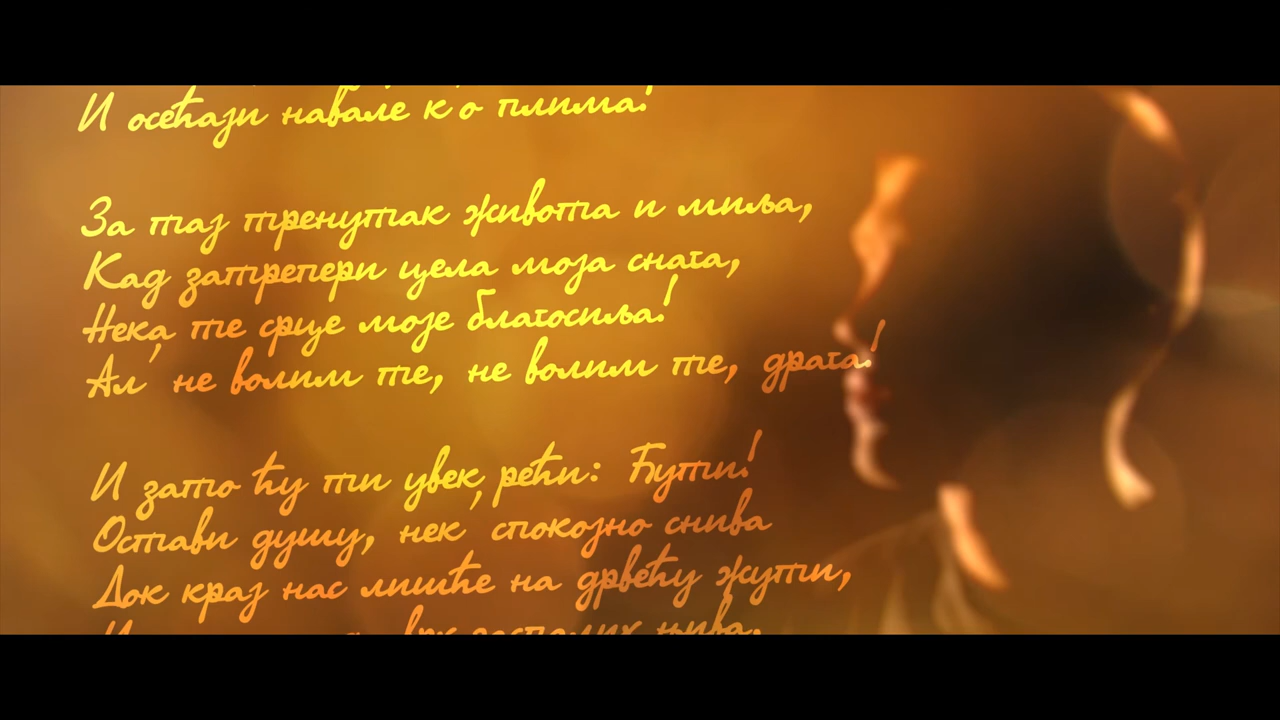 И осећаји навале к о плима!
За тај тренутак живота и миља,
Кад затрепери цела моја снага,
Нека те срце моје благосиља!
Ал' не волим те, не волим те, драга!
И зато ћу ти увек рећи: Ћути!
Остави душу, нек' спокојно снива
Док крај нас лишће на дрвећу жути,